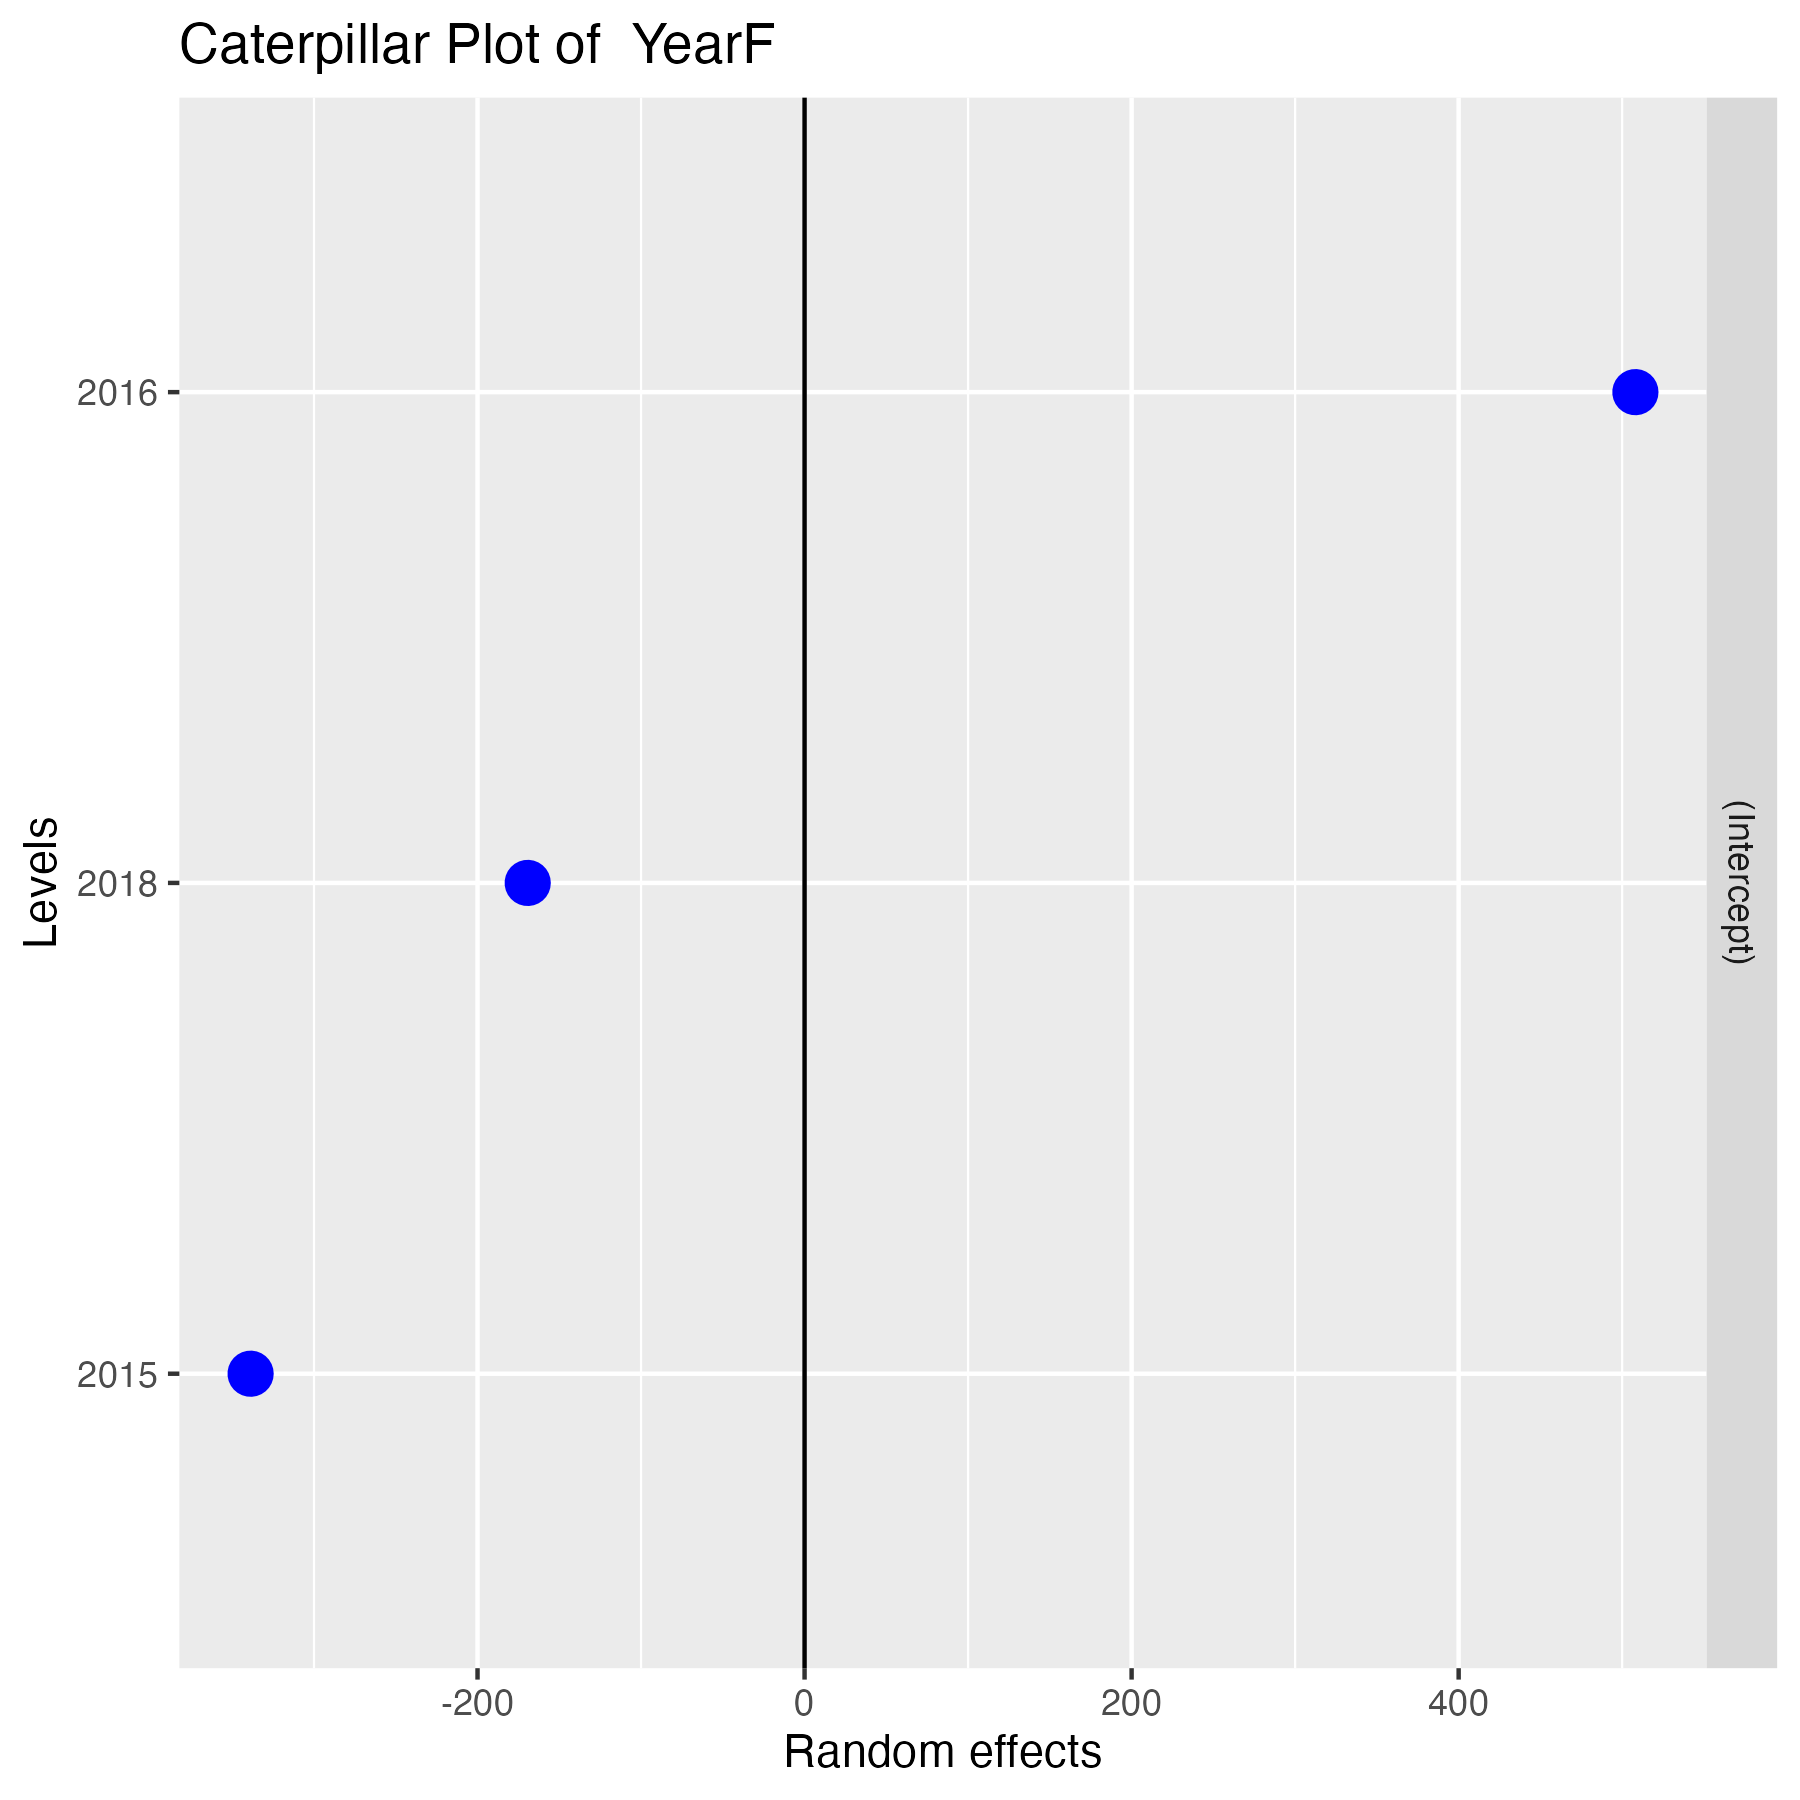 Caterpillar Plot of  YearF
Levels
2016
2018
2015
(Intercept)
-200 0 200 400
Random effects